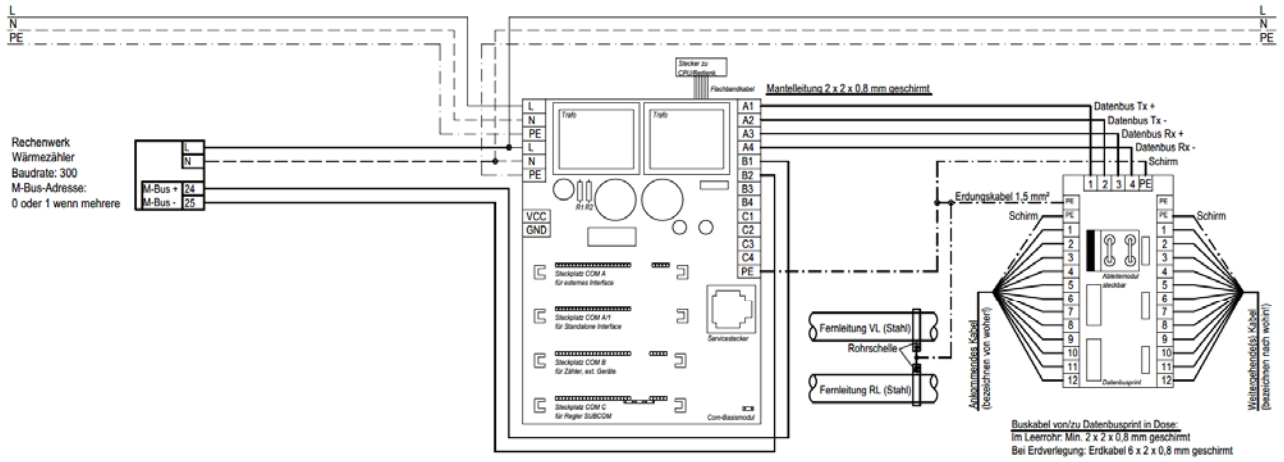 L
N
PE
L
N
PE
Stecker zu
CPU/Bedienk.
Flachbandkabel
Mantelleitung 2 x 2 x 0,8 mm geschirmt
L
N
PE
L
N
PE
Trafo
Trafo
R1 R2
VCC
GND
A1
A2
A3
A4
B1
B2
B3
B4
C1
C2
C3
C4
PE
Datenbus Tx +
Datenbus Tx -
Datenbus Rx +
Datenbus Rx -
Schirm
Rechenwerk
Wärmezähler
Baudrate: 300
M-Bus-Adresse:
0 oder 1 wenn mehrere
L
N
M-Bus + 24
M-Bus - 25
Steckplatz COM A
für externes Interface
Steckplatz COM A/1
für Standalone Interface
Steckplatz COM B
für Zähler, ext. Geräte
Steckplatz COM C
für Regler SUBCOM
Servicestecker
Com-Basismodul
Erdungskabel 1,5 mm²
Fernleitung VL (Stahl)
Rohrschelle
Fernleitung RL (Stahl)
1 2 3 4 PE
PE
PE
1
2
3
4
5
6
7
8
9
10
11
12
PE
PE
1
2
3
4
5
6
7
8
9
10
11
12
Schirm
Schirm
Ableitemodul
steckbar
Datenbusprint
Ankommendes Kabel
(bezeichnen von woher!)
Weitergehende(s) Kabel
(bezeichnen nach wohin!)
Buskabel von/zu Datenbusprint in Dose:
Im Leerrohr: Min. 2 x 2 x 0,8 mm geschirmt
Bei Erdverlegung: Erdkabel 6 x 2 x 0,8 mm geschirmt